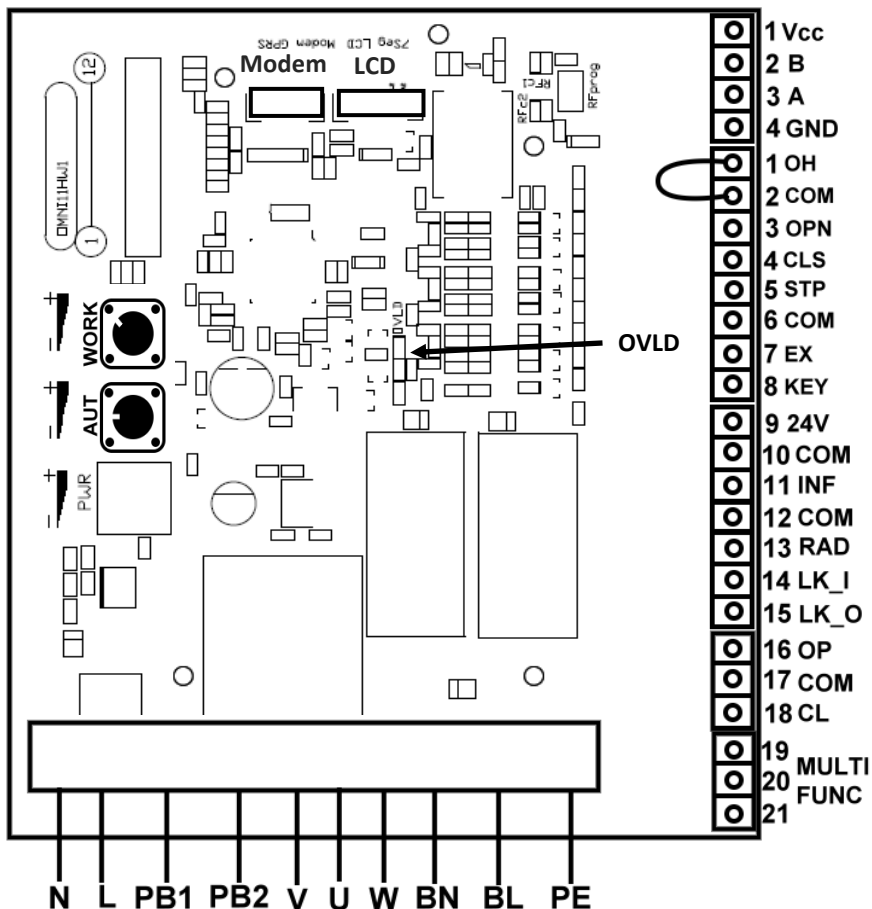 7Seg LCD Modem GPRS
Modem
LCD
12
OMNI11HW1
1
RFc1
RFc2
RFprog
WORK
AUT
PWR
+
-
+
-
+
-
OVLD
OVLD
1 Vcc
2 B
3 A
4 GND
1 OH
2 COM
3 OPN
4 CLS
5 STP
6 COM
7 EX
8 KEY
9 24V
10 COM
11 INF
12 COM
13 RAD
14 LK_I
15 LK_O
16 OP
17 COM
18 CL
19
20
21
MULTI
FUNC
N L PB1 PB2 V U W BN BL PE